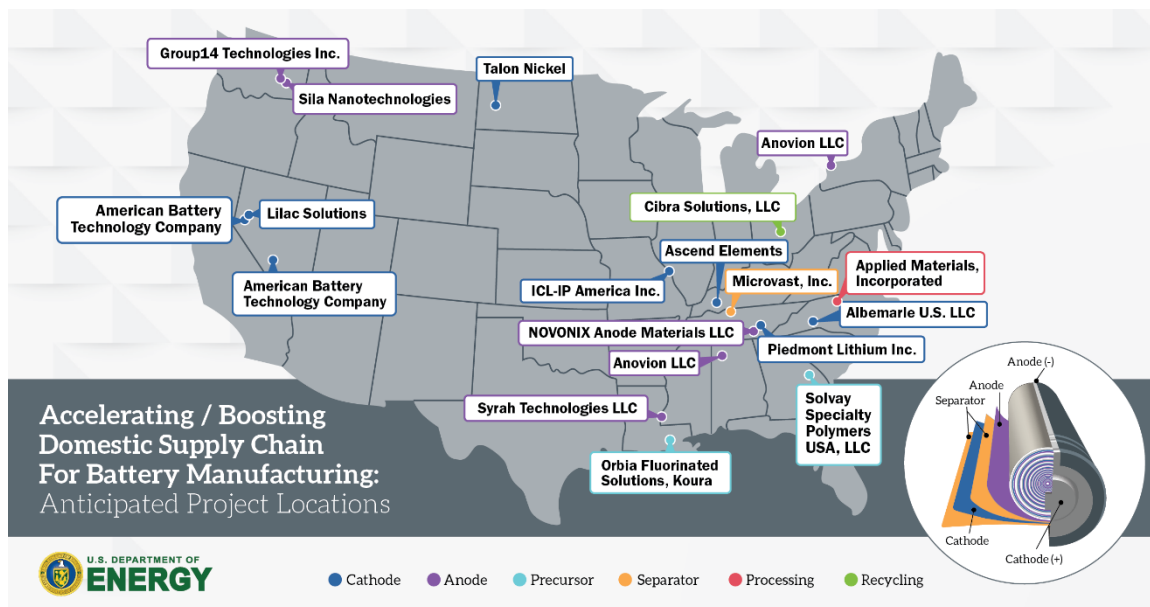 Group14 Technologies Inc.
Talon Nickel
Sila Nanotechnologies
Anovion LLC
Cibra Solutions, LLC
American Battery
Technology Company
Lilac Solutions
Ascend Elements
Microvast, Inc.
Applied Materials,
Incorporated
American Battery
Technology Company
ICL-IP America Inc.
Albemarle U.S. LLC
NOVONIX Anode Materials LLC
Piedmont Lithium Inc.
Anovion LLC
Syrah Technologies LLC
Solvay
Specialty
Polymers
USA, LLC
Orbia Fluorinated
Solutions, Koura
Anode (-)
Anode
Separator
Cathode
Cathode (+)
Accelerating / Boosting
Domestic Supply Chain
For Battery Manufacturing:
Anticipated Project Locations
U.S. DEPARTMENT OF
ENERGY
Cathode
Anode
Precursor
Separator
Processing
Recycling